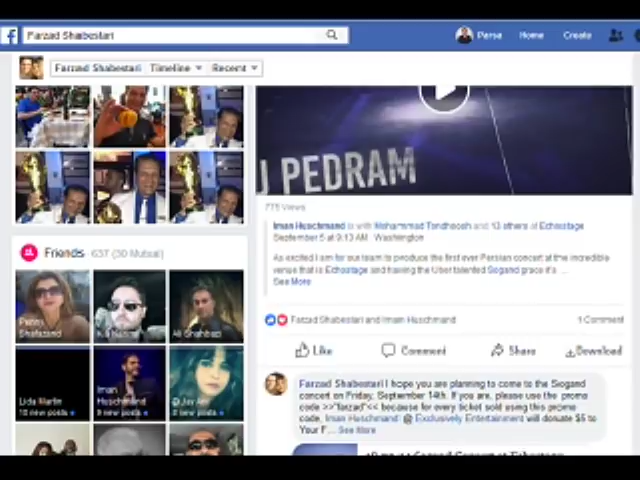 Farzad Shabestari
Parsa Home Create
Farzad Shabestari Timeline Recent
J PEDRAM
775 Views
Iman Huschmand is with Mohammad Tondhoosh and 13 others at Echostage
September 5 at 9:13 AM · Washington
As excited I am for our team to produce the first ever Persian concert at the incredible
venue that is Echostage and having the Uber talented Sogand grace it's ...
See More
Friends · 637 (30 Mutual)
Farzad Shabestari and Iman Huschmand
1 Comment
Like Comment Share Download
Ali Shahbazi
Lida Martin
10 new posts
Iman
Huschmand
9 new posts
8 new posts
Farzad Shabestari I hope you are planning to come to the Sogand
concert on Friday, September 14th. If you are, please use the promo
code >>"farzad"<< because for every ticket sold using this promo
code, Iman Huschmand @ Exclusively Entertainment will donate $5 to
Your F... See More